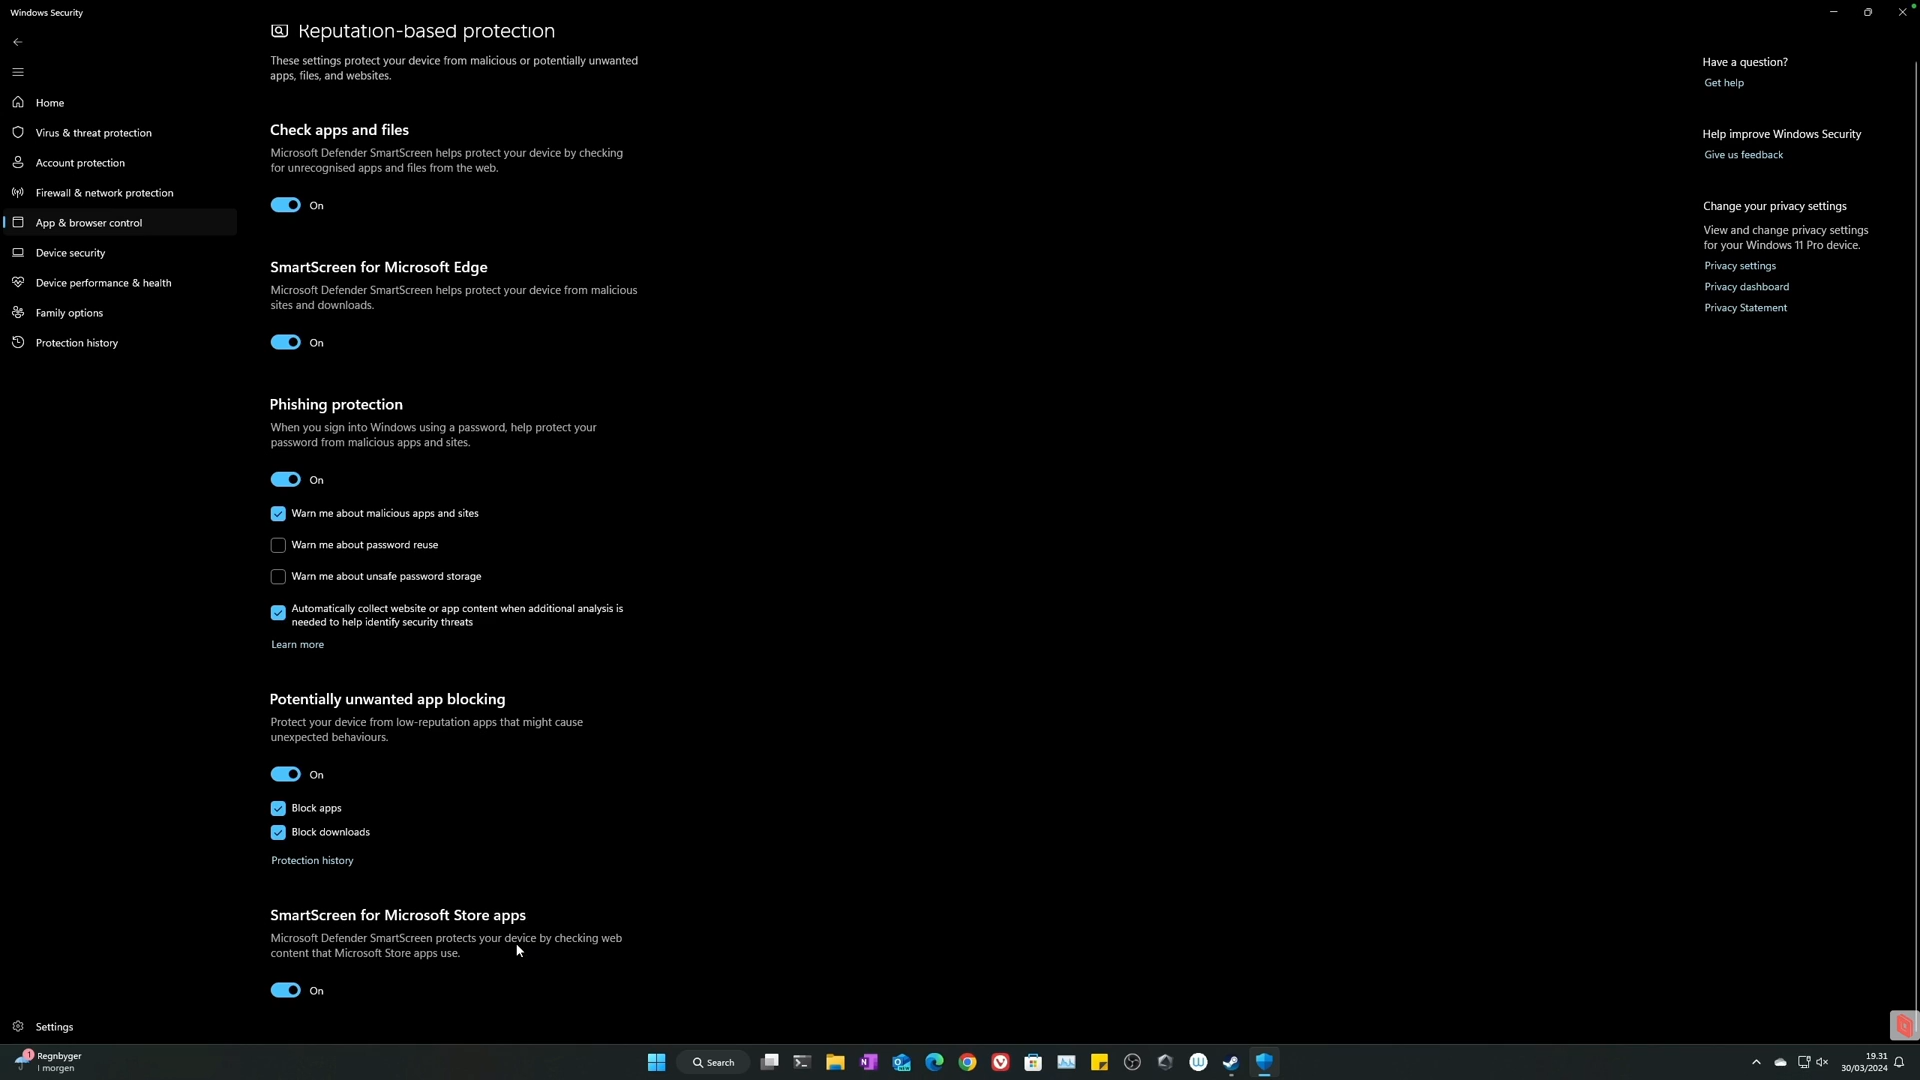 Windows Security
Reputation-based protection
These settings protect your device from malicious or potentially unwanted
apps, files, and websites.
Home
Virus & threat protection
Account protection
Firewall & network protection
App & browser control
Device security
Device performance & health
Family options
Protection history
Check apps and files
Microsoft Defender SmartScreen helps protect your device by checking
for unrecognised apps and files from the web.
On
SmartScreen for Microsoft Edge
Microsoft Defender SmartScreen helps protect your device from malicious
sites and downloads.
On
Phishing protection
When you sign into Windows using a password, help protect your
password from malicious apps and sites.
On
Warn me about malicious apps and sites
Warn me about password reuse
Warn me about unsafe password storage
Automatically collect website or app content when additional analysis is
needed to help identify security threats
Learn more
Potentially unwanted app blocking
Protect your device from low-reputation apps that might cause
unexpected behaviours.
On
Block apps
Block downloads
Protection history
SmartScreen for Microsoft Store apps
Microsoft Defender SmartScreen protects your device by checking web
content that Microsoft Store apps use.
On
Have a question?
Get help
Help improve Windows Security
Give us feedback
Change your privacy settings
View and change privacy settings
for your Windows 11 Pro device.
Privacy settings
Privacy dashboard
Privacy Statement
Settings
1
Regnbyger
I morgen
Search
NEW
19.31
30/03/2024